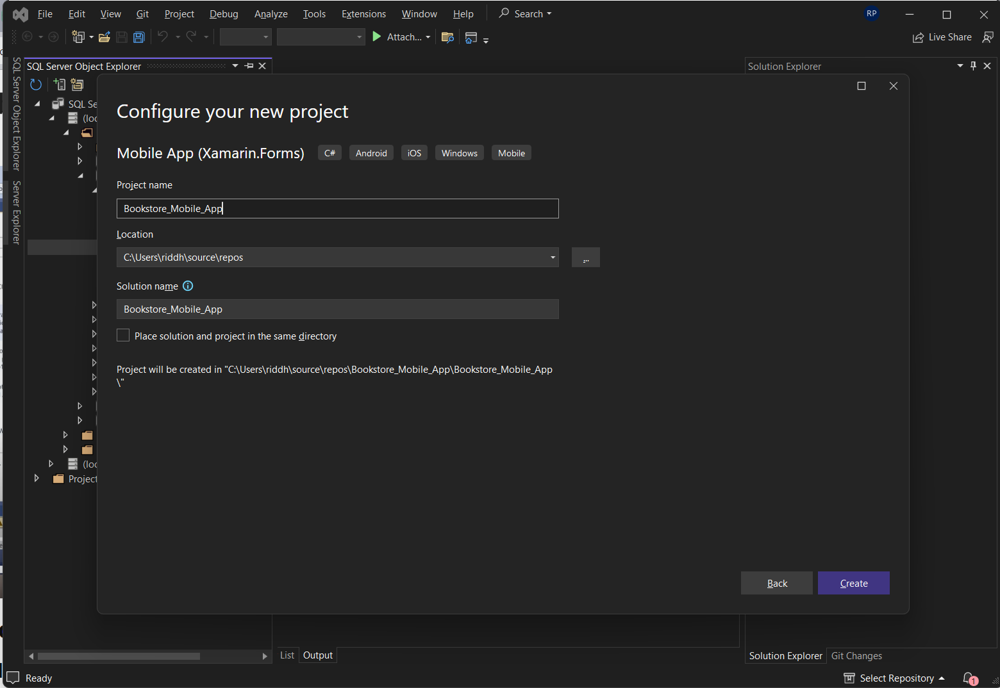 File Edit View Git Project Debug Analyze Tools Extensions Window Help Search RP
Attach... Live Share
SQL Server Object Explorer
Server Explorer
SQL Server Object Explorer
SQL Se
(loc
(loc
Project
Solution Explorer
Configure your new project
Mobile App (Xamarin.Forms) C# Android iOS Windows Mobile
Project name
Bookstore_Mobile_App
Location
C:\Users\riddh\source\repos
...
Solution name
Bookstore_Mobile_App
Place solution and project in the same directory
Project will be created in "C:\Users\riddh\source\repos\Bookstore_Mobile_App\Bookstore_Mobile_App
\"
Back Create
List Output
Solution Explorer Git Changes
Ready Select Repository 1